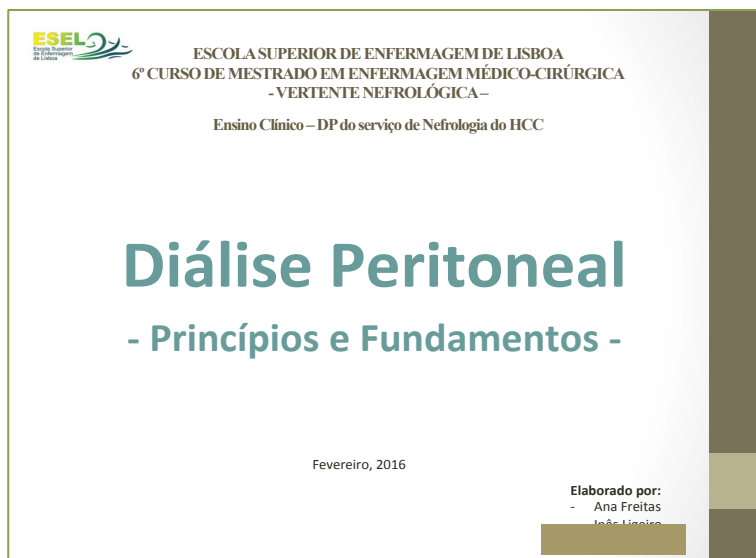 ESEL
Escola Superior
de Enfermagem
de Lisboa
ESCOLA SUPERIOR DE ENFERMAGEM DE LISBOA
6º CURSO DE MESTRADO EM ENFERMAGEM MÉDICO-CIRÚRGICA
- VERTENTE NEFROLÓGICA –
Ensino Clínico – DP do serviço de Nefrologia do HCC
Diálise Peritoneal
- Princípios e Fundamentos -
Fevereiro, 2016
Elaborado por:
- Ana Freitas